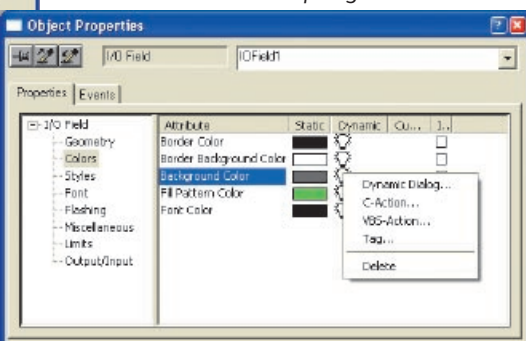 Object Properties
I/O Field IOField1
Properties Events
I/O Field
Geometry
Colors
Styles
Font
Flashing
Miscellaneous
Limits
Output/Input
Attribute Static Dynamic Cu... I..
Border Color
Border Background Color
Background Color
Fill Pattern Color
Font Color
Dynamic Dialog...
C-Action...
VBS-Action...
Tag...
Delete